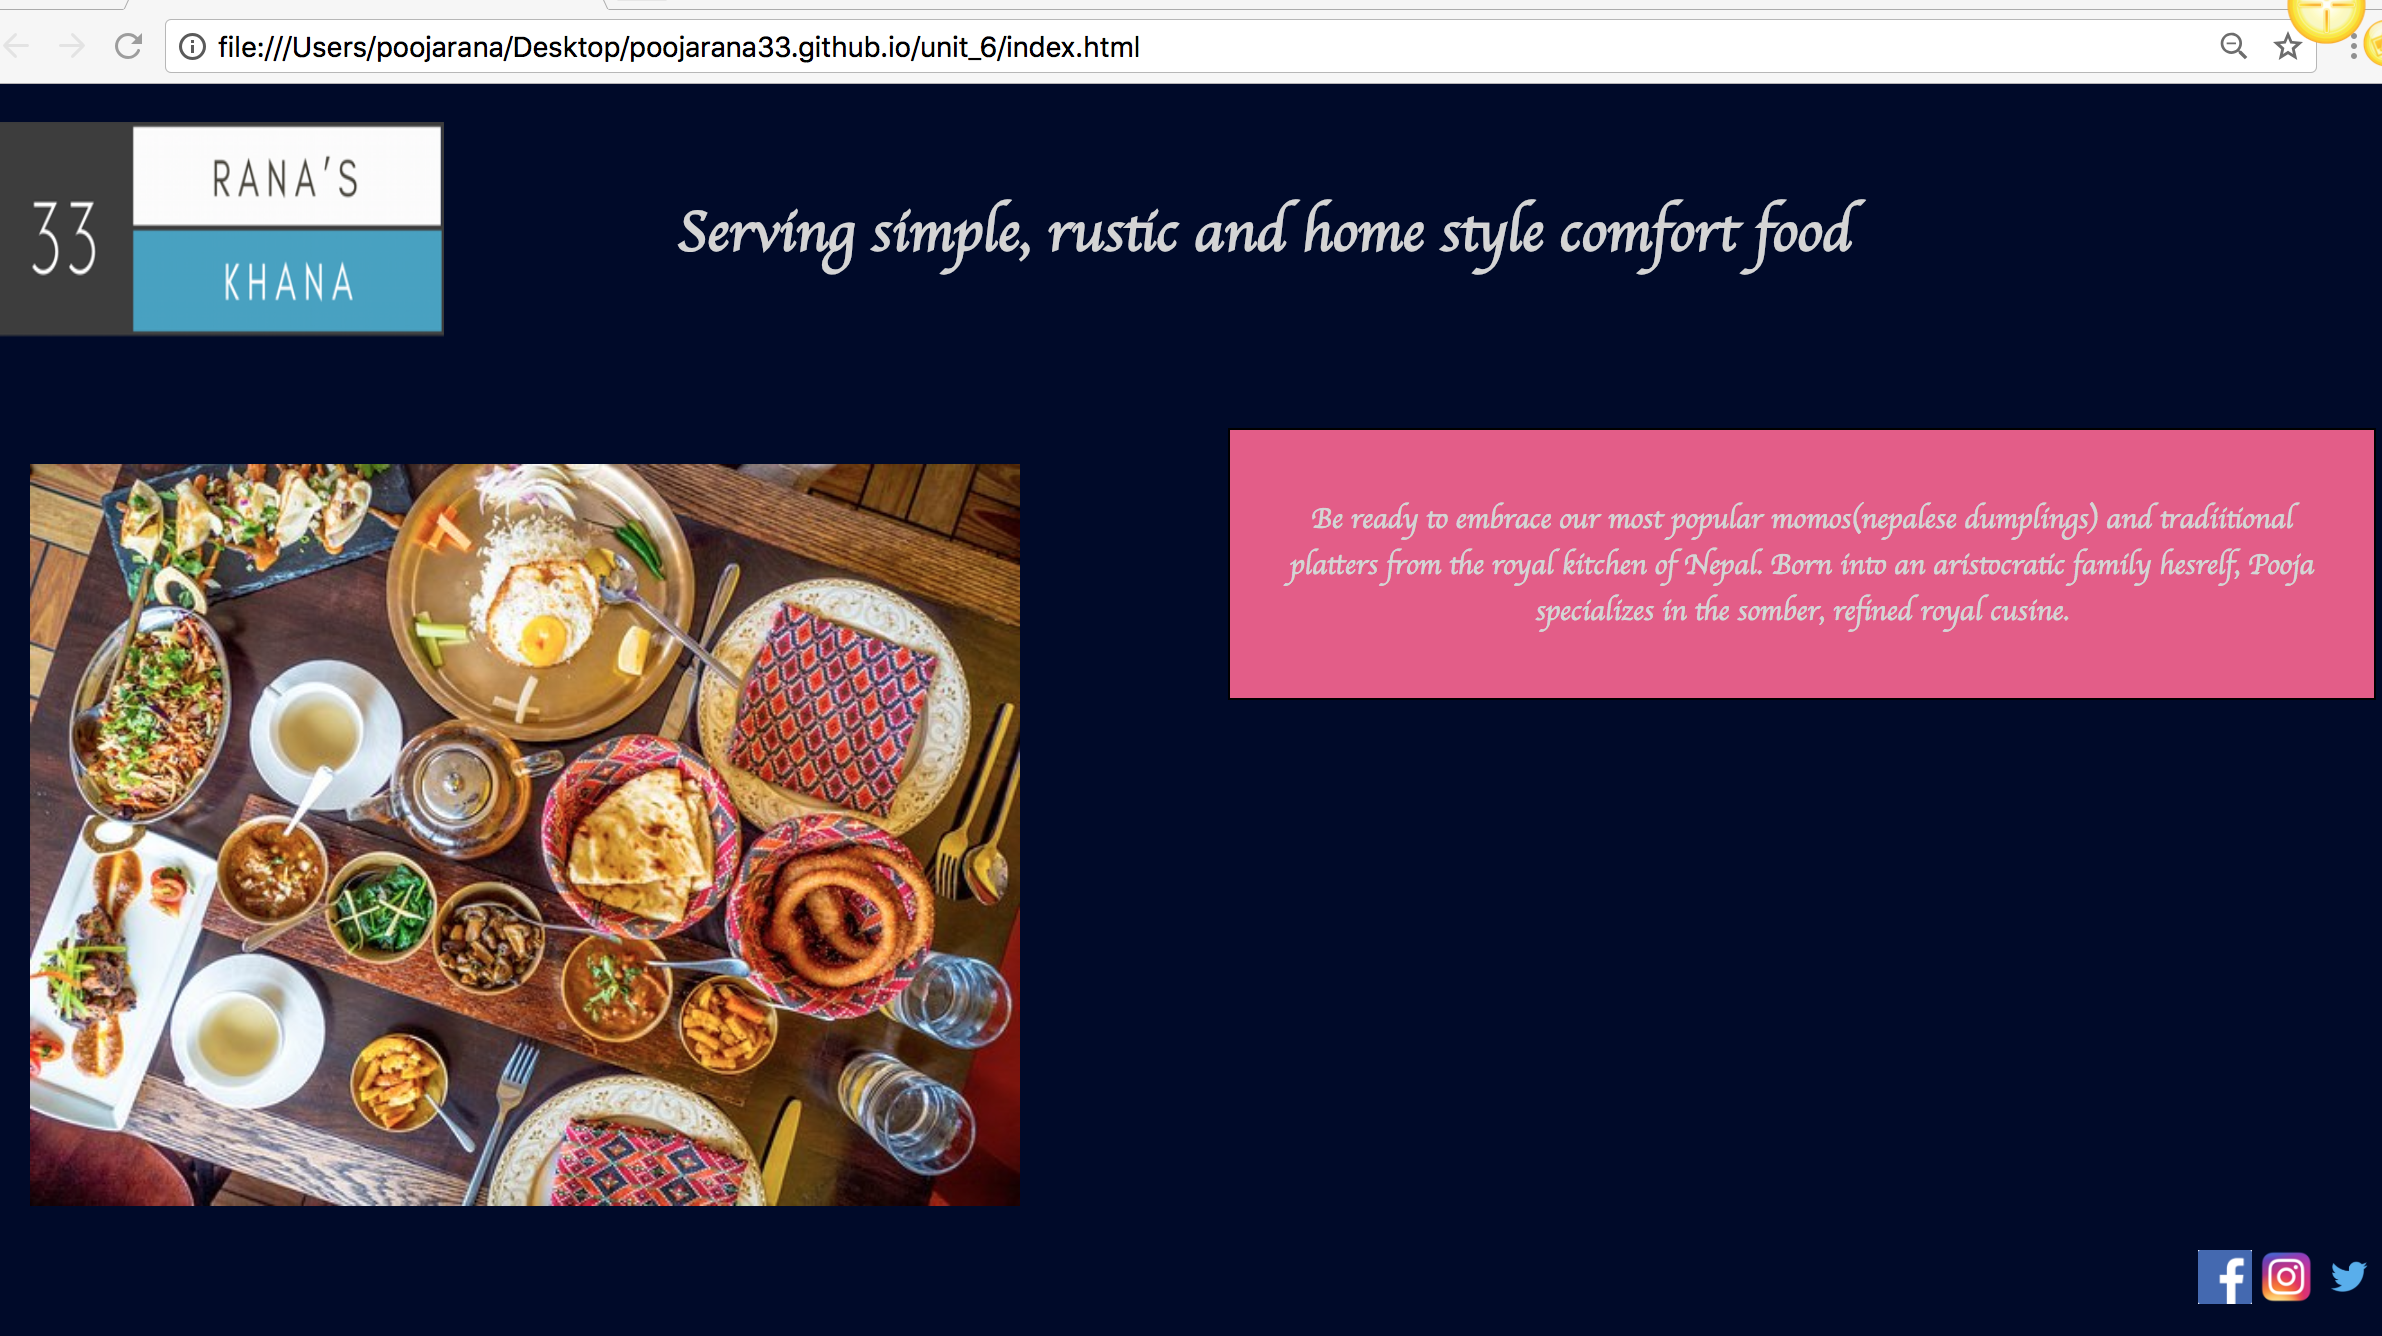 file:///Users/poojarana/Desktop/poojarana33.github.io/unit_6/index.html
33
RANA'S
KHANA
Serving simple, rustic and home style comfort food
Be ready to embrace our most popular momos(nepalese dumplings) and tradiitional
platters from the royal kitchen of Nepal. Born into an aristocratic family hesrelf, Pooja
specializes in the somber, refined royal cusine.